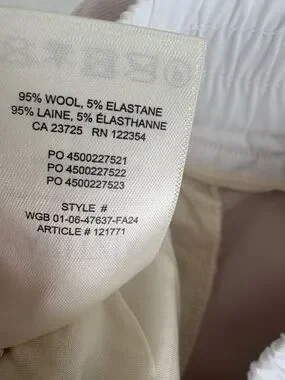 95% WOOL, 5% ELASTANE
95% LAINE, 5% ÉLASTHANNE
CA 23725 RN 122354
PO 4500227521
PO 4500227522
PO 4500227523
STYLE #
WGB 01-06-47637-FA24
ARTICLE # 121771